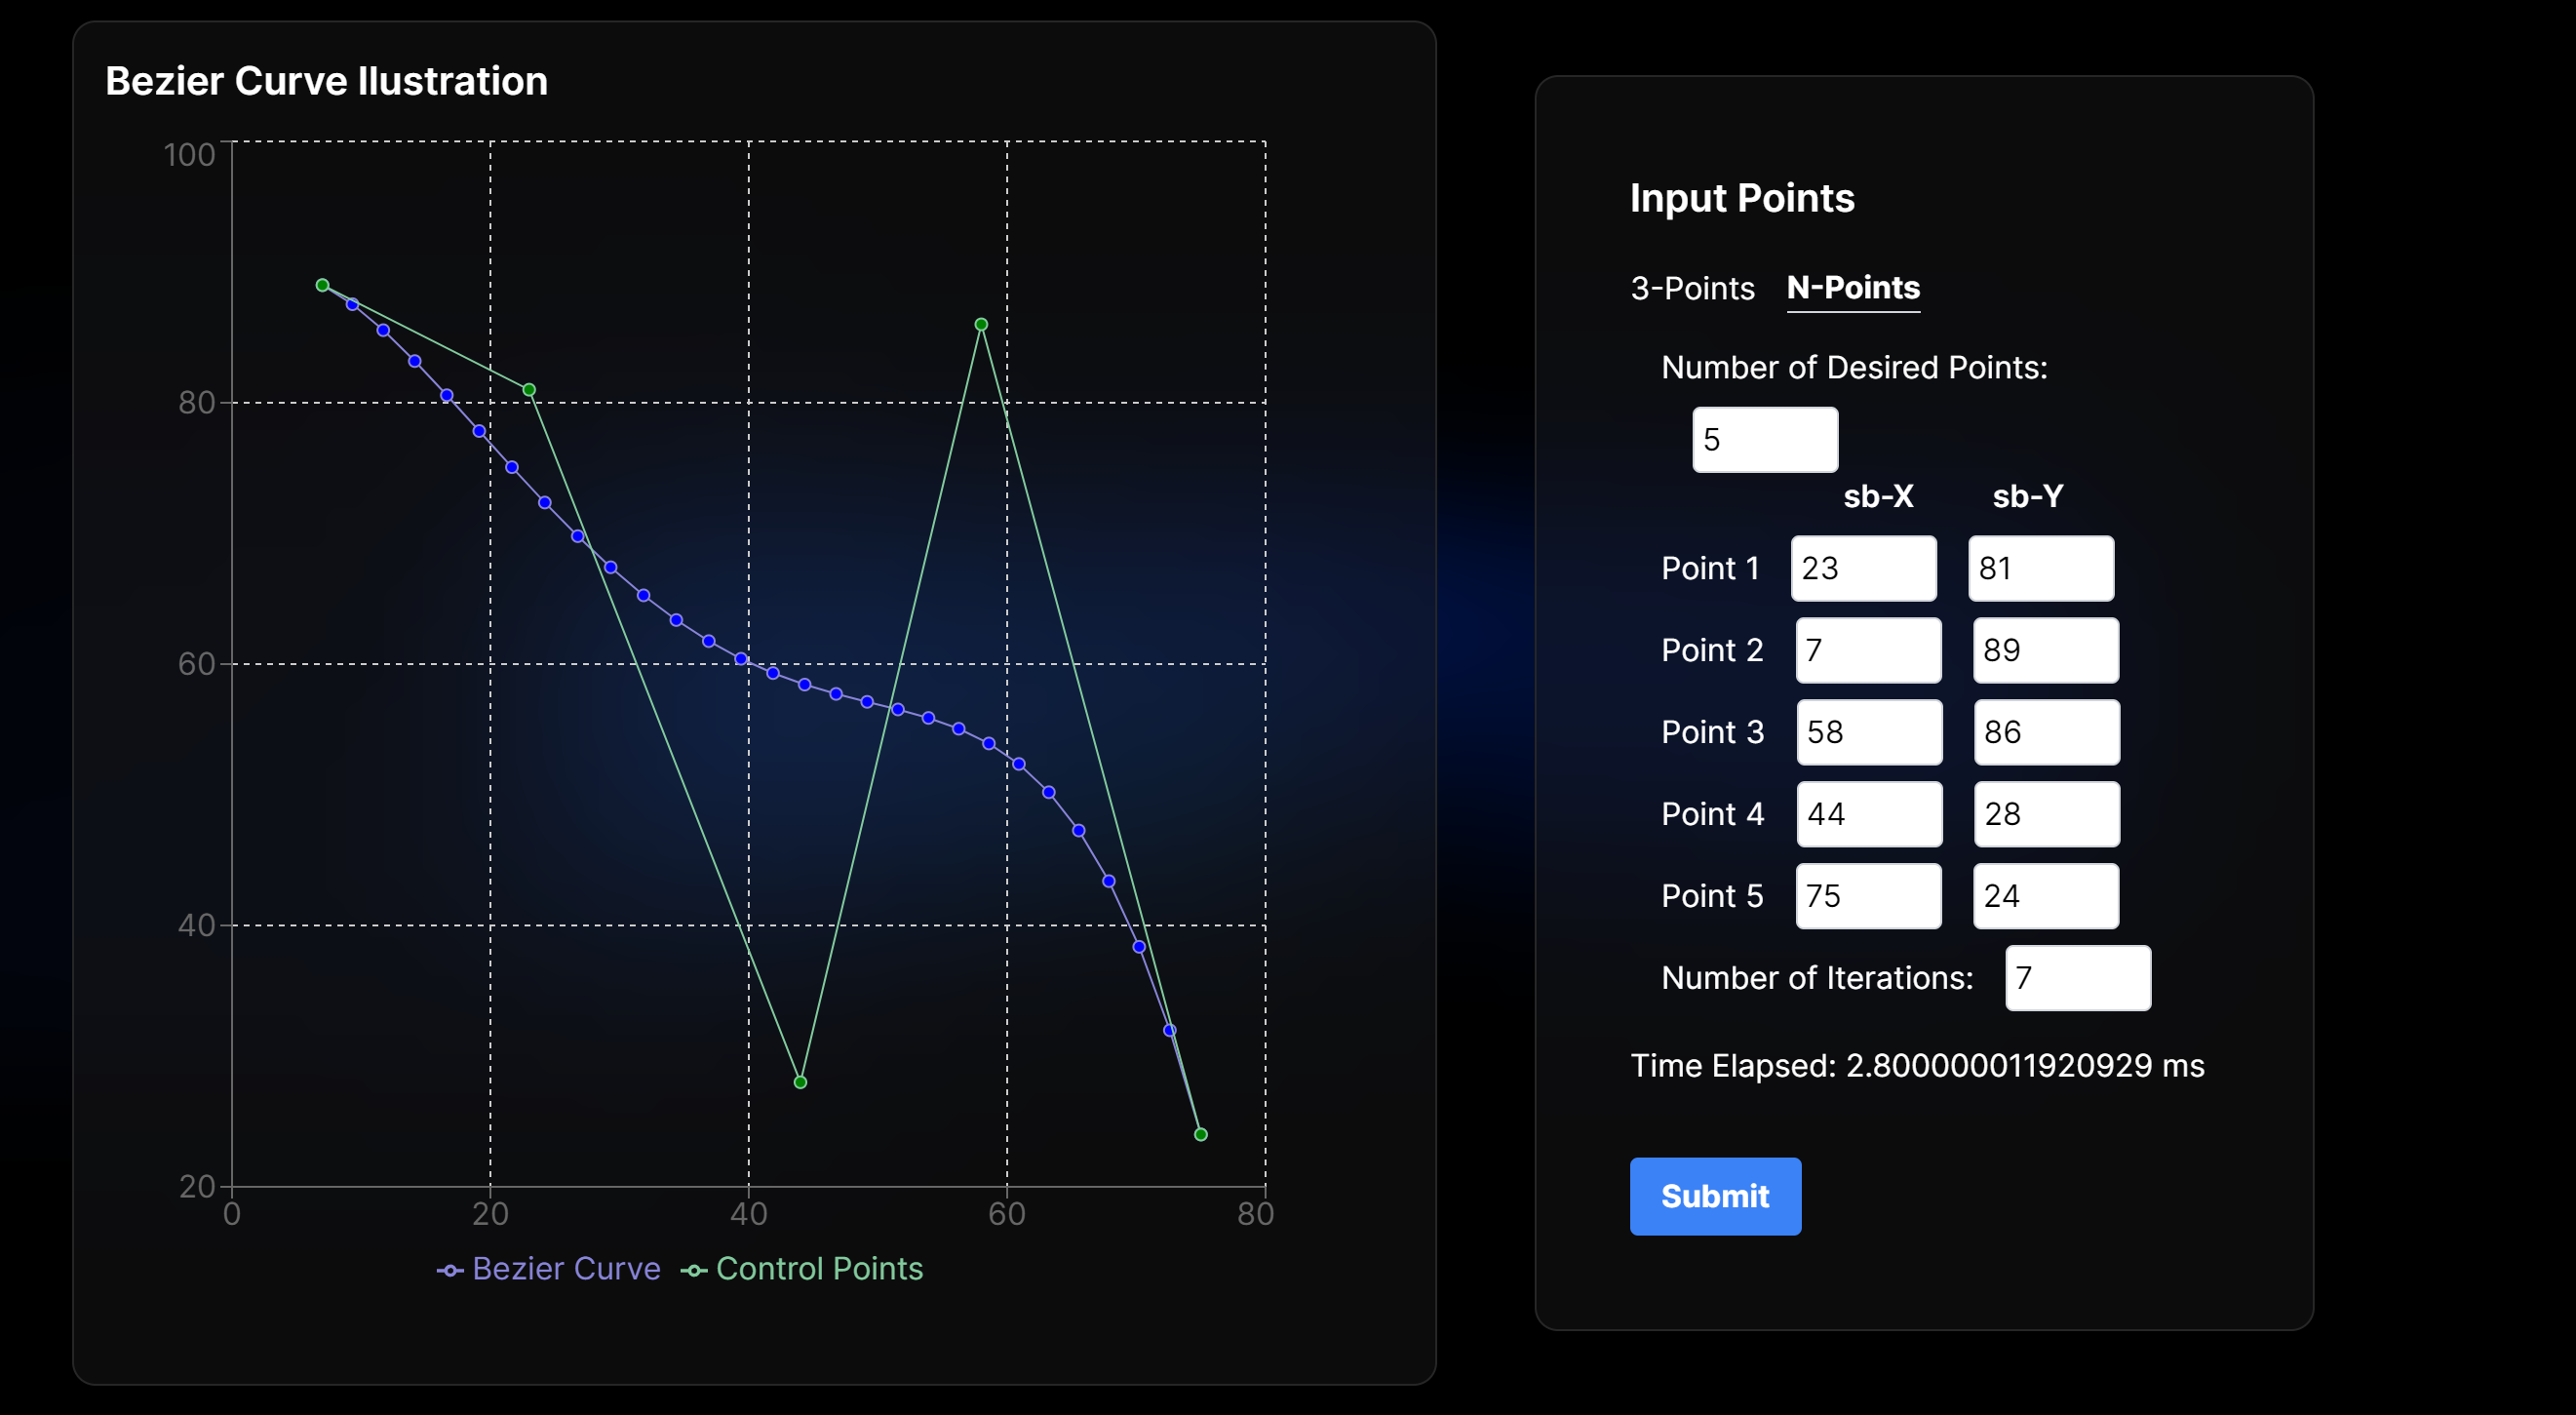 Bezier Curve Ilustration
100
80
60
40
20
0 20 40 60 80
Bezier Curve Control Points
Input Points
3-Points N-Points
Number of Desired Points:
5
sb-X sb-Y
Point 1 23 81
Point 2 7 89
Point 3 58 86
Point 4 44 28
Point 5 75 24
Number of Iterations: 7
Time Elapsed: 2.800000011920929 ms
Submit